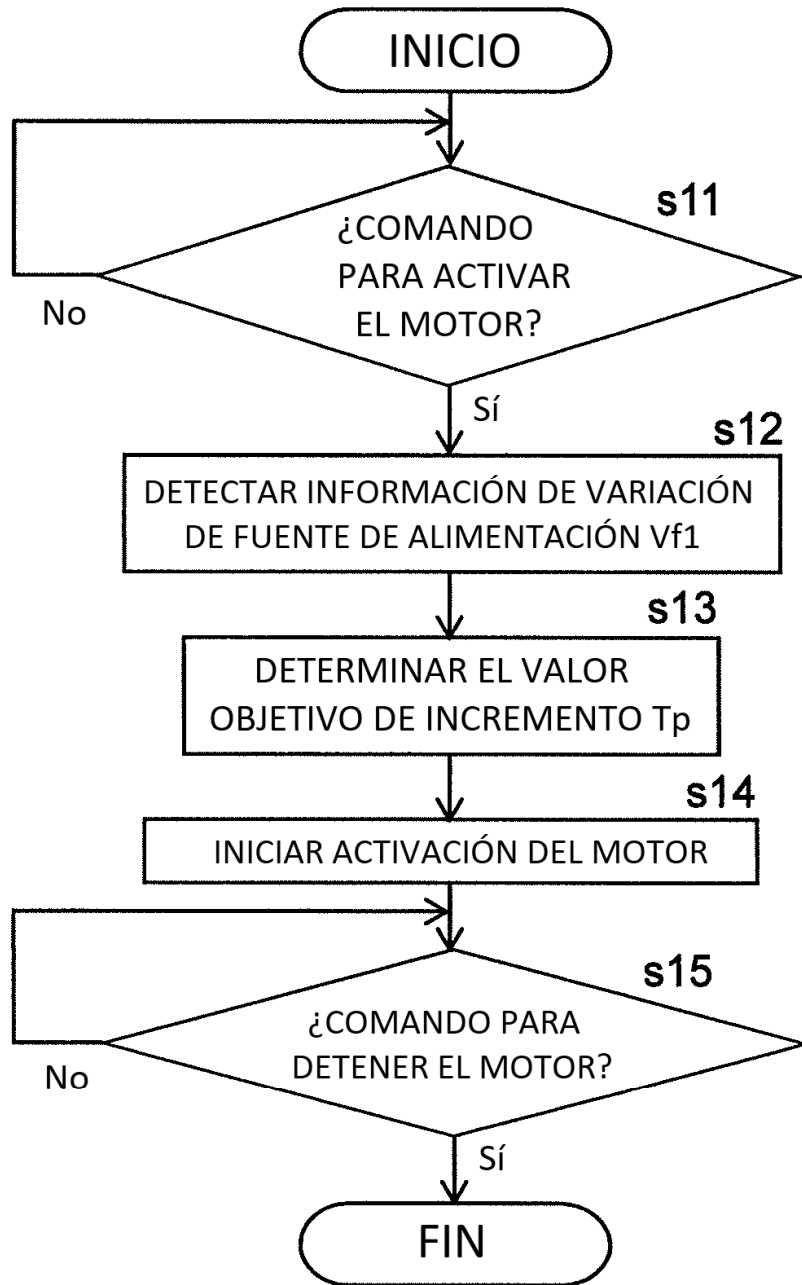 INICIO
s11
¿COMANDO
PARA ACTIVAR
EL MOTOR?
No
Sí
s12
DETECTAR INFORMACIÓN DE VARIACIÓN
DE FUENTE DE ALIMENTACIÓN Vf1
s13
DETERMINAR EL VALOR
OBJETIVO DE INCREMENTO Tp
s14
INICIAR ACTIVACIÓN DEL MOTOR
s15
¿COMANDO PARA
DETENER EL MOTOR?
No
Sí
FIN